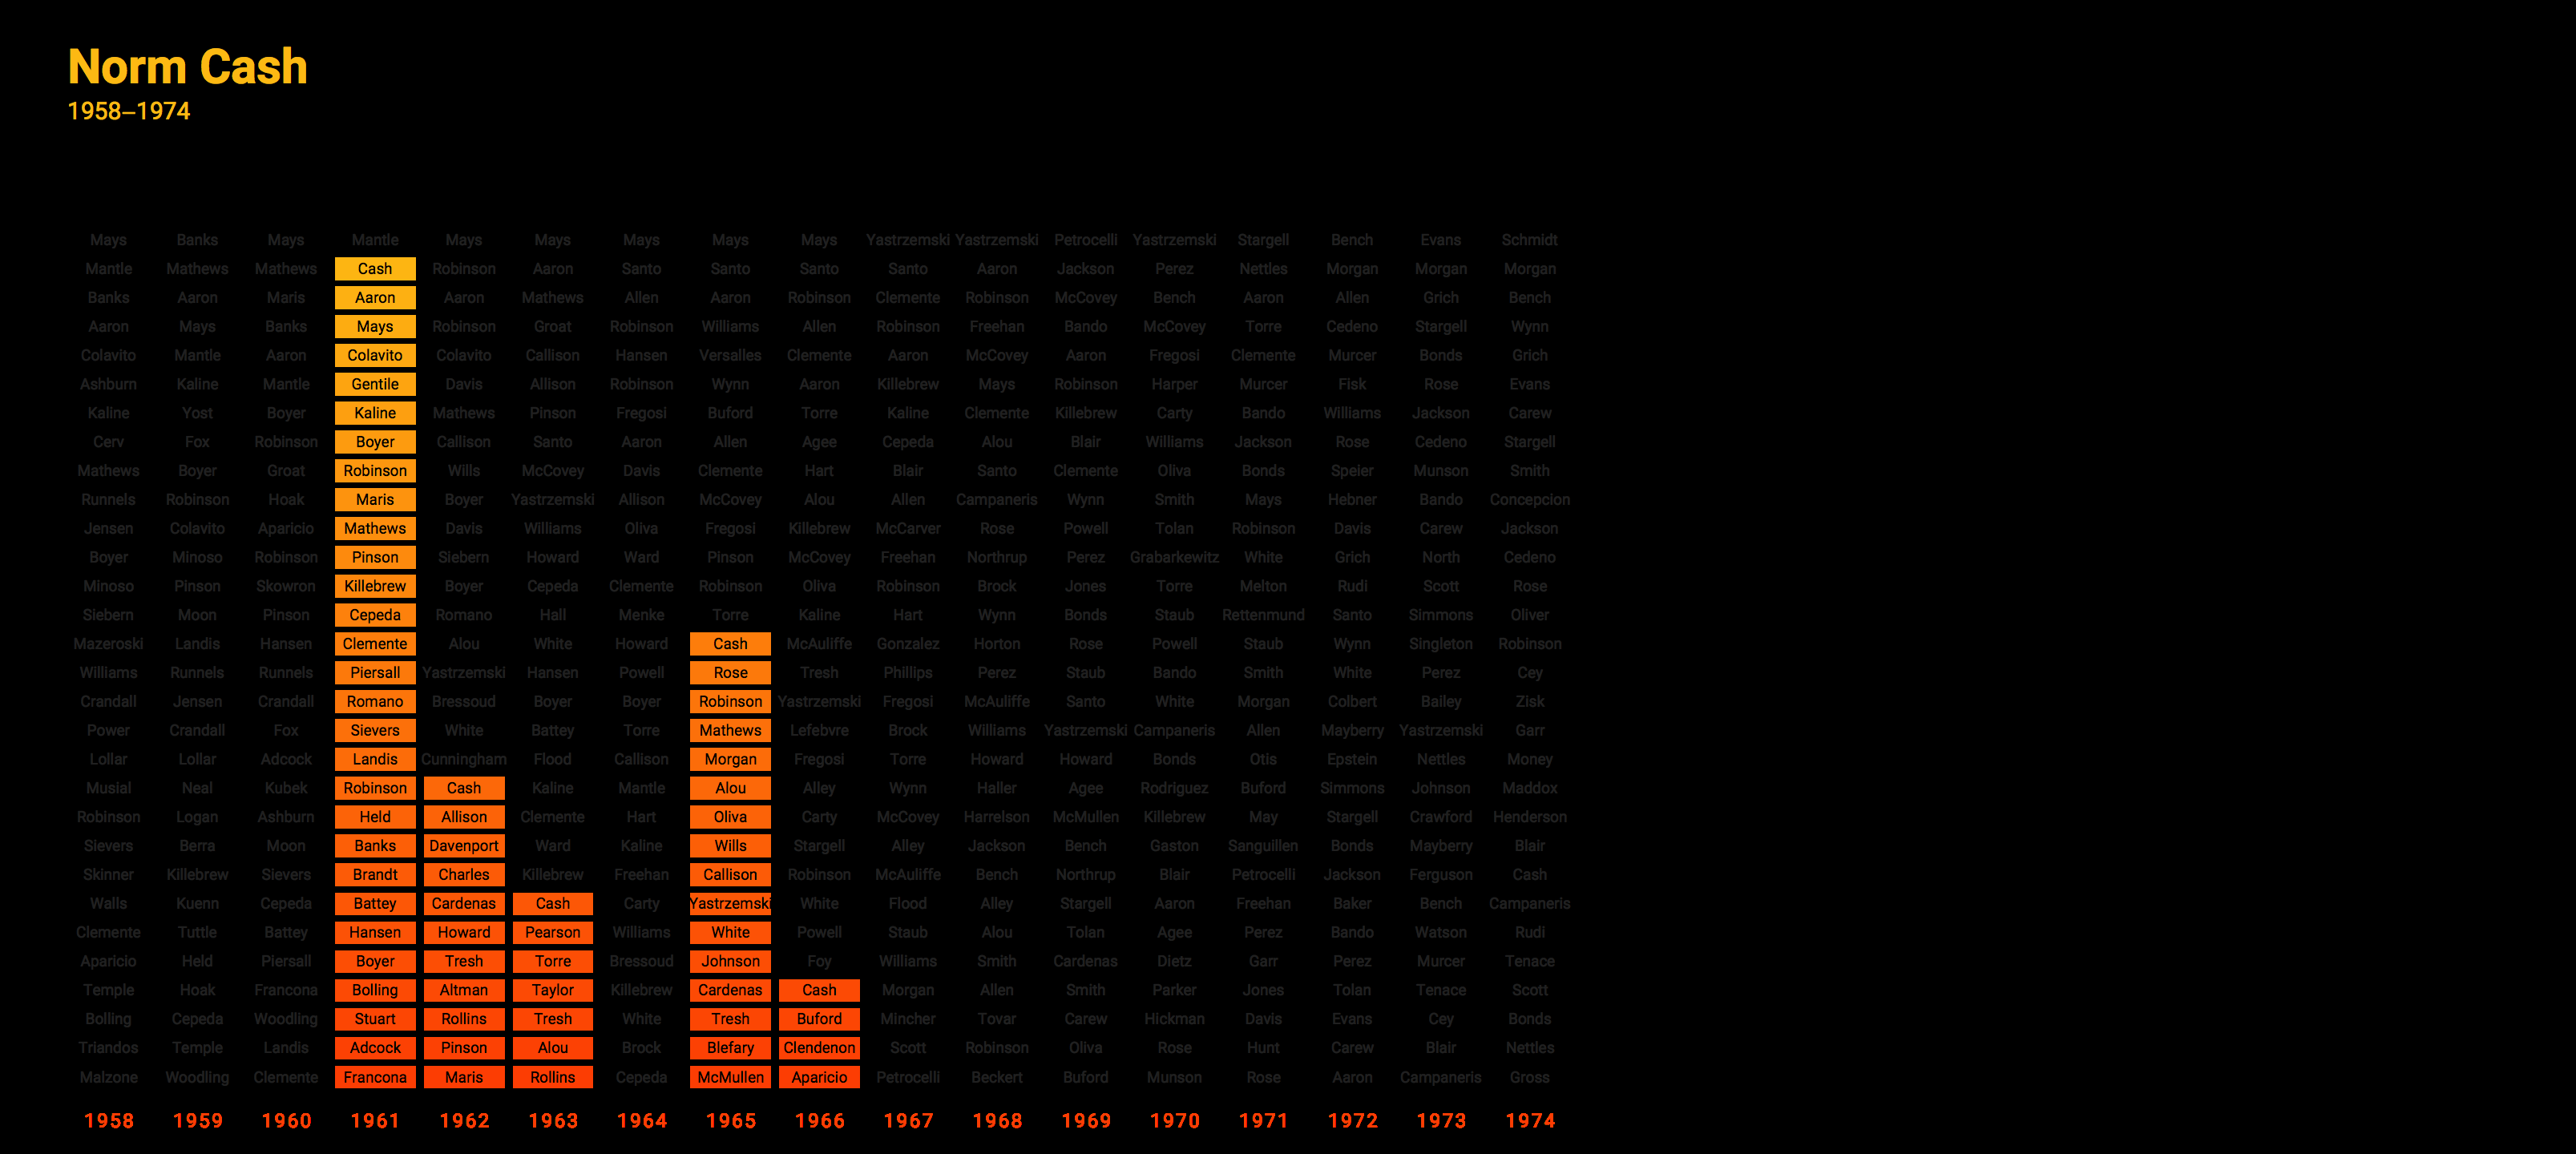 Norm Cash
1958–1974
Mays Banks Mays Mantle Mays Mays Mays Mays Mays Yastrzemski Yastrzemski Petrocelli Yastrzemski Stargell Bench Evans Schmidt
Mantle Mathews Mathews Cash Robinson Aaron Santo Santo Santo Santo Aaron Jackson Perez Nettles Morgan Morgan Morgan
Banks Aaron Maris Aaron Aaron Mathews Allen Aaron Robinson Clemente Robinson McCovey Bench Aaron Allen Grich Bench
Aaron Mays Banks Mays Robinson Groat Robinson Williams Allen Robinson Freehan Bando McCovey Torre Cedeno Stargell Wynn
Colavito Mantle Aaron Colavito Colavito Callison Hansen Versalles Clemente Aaron McCovey Aaron Fregosi Clemente Murcer Bonds Grich
Ashburn Kaline Mantle Gentile Davis Allison Robinson Wynn Aaron Killebrew Mays Robinson Harper Murcer Fisk Rose Evans
Kaline Yost Boyer Kaline Mathews Pinson Fregosi Buford Torre Kaline Clemente Killebrew Carty Bando Williams Jackson Carew
Cerv Fox Robinson Boyer Callison Santo Aaron Allen Agee Cepeda Alou Blair Williams Jackson Rose Cedeno Stargell
Mathews Boyer Groat Robinson Wills McCovey Davis Clemente Hart Blair Santo Clemente Oliva Bonds Speier Munson Smith
Runnels Robinson Hoak Maris Boyer Yastrzemski Allison McCovey Alou Allen Campaneris Wynn Smith Mays Hebner Bando Concepcion
Jensen Colavito Aparicio Mathews Davis Williams Oliva Fregosi Killebrew McCarver Rose Powell Tolan Robinson Davis Carew Jackson
Boyer Minoso Robinson Pinson Siebern Howard Ward Pinson McCovey Freehan Northrup Perez Grabarkewitz White Grich North Cedeno
Minoso Pinson Skowron Killebrew Boyer Cepeda Clemente Robinson Oliva Robinson Brock Jones Torre Melton Rudi Scott Rose
Siebern Moon Pinson Cepeda Romano Hall Menke Torre Kaline Hart Wynn Bonds Staub Rettenmund Santo Simmons Oliver
Mazeroski Landis Hansen Clemente Alou White Howard Cash McAuliffe Gonzalez Horton Rose Powell Staub Wynn Singleton Robinson
Williams Runnels Runnels Piersall Yastrzemski Hansen Powell Rose Tresh Phillips Perez Staub Bando Smith White Perez Cey
Crandall Jensen Crandall Romano Bressoud Boyer Boyer Robinson Yastrzemski Fregosi McAuliffe Santo White Morgan Colbert Bailey Zisk
Power Crandall Fox Sievers White Battey Torre Mathews Lefebvre Brock Williams Yastrzemski Campaneris Allen Mayberry Yastrzemski Garr
Lollar Lollar Adcock Landis Cunningham Flood Callison Morgan Fregosi Torre Howard Howard Bonds Otis Epstein Nettles Money
Musial Neal Kubek Robinson Cash Kaline Mantle Alou Alley Wynn Haller Agee Rodriguez Buford Simmons Johnson Maddox
Robinson Logan Ashburn Held Allison Clemente Hart Oliva Carty McCovey Harrelson McMullen Killebrew May Stargell Crawford Henderson
Sievers Berra Moon Banks Davenport Ward Kaline Wills Stargell Alley Jackson Bench Gaston Sanguillen Bonds Mayberry Blair
Skinner Killebrew Sievers Brandt Charles Killebrew Freehan Callison Robinson McAuliffe Bench Northrup Blair Petrocelli Jackson Ferguson Cash
Walls Kuenn Cepeda Battey Cardenas Cash Carty Yastrzemski White Flood Alley Stargell Aaron Freehan Baker Bench Campaneris
Clemente Tuttle Battey Hansen Howard Pearson Williams White Powell Staub Alou Tolan Agee Perez Bando Watson Rudi
Aparicio Held Piersall Boyer Tresh Torre Bressoud Johnson Foy Williams Smith Cardenas Dietz Garr Perez Murcer Tenace
Temple Hoak Francona Bolling Altman Taylor Killebrew Cardenas Cash Morgan Allen Smith Parker Jones Tolan Tenace Scott
Bolling Cepeda Woodling Stuart Rollins Tresh White Tresh Buford Mincher Tovar Carew Hickman Davis Evans Cey Bonds
Triandos Temple Landis Adcock Pinson Alou Brock Blefary Clendenon Scott Robinson Oliva Rose Hunt Carew Blair Nettles
Malzone Woodling Clemente Francona Maris Rollins Cepeda McMullen Aparicio Petrocelli Beckert Buford Munson Rose Aaron Campaneris Gross
1958 1959 1960 1961 1962 1963 1964 1965 1966 1967 1968 1969 1970 1971 1972 1973 1974